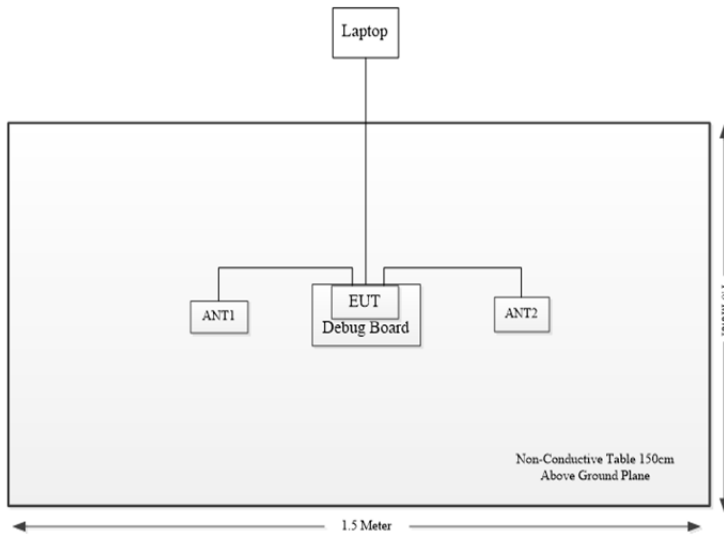 Laptop
EUT
ANT1
ANT2
Debug Board
Non-Conductive Table 150cm
Above Ground Plane
1.5 Meter